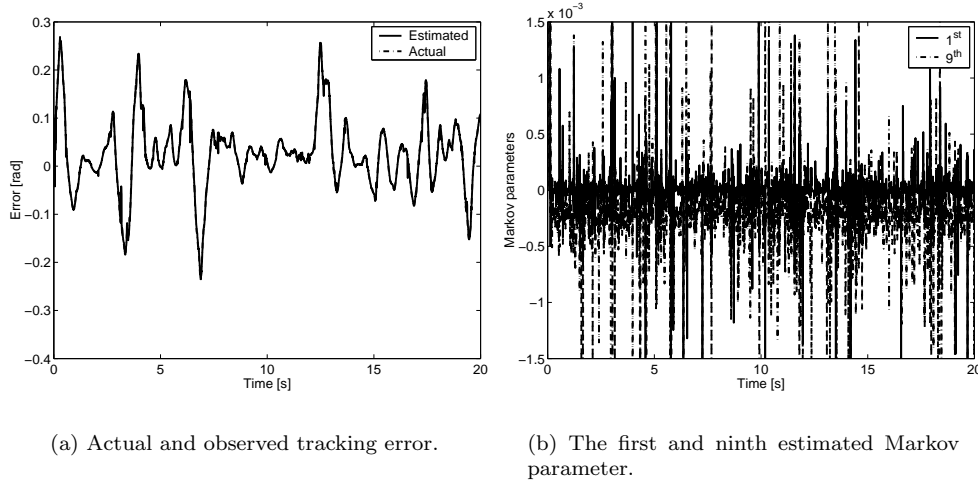 0.3
0.2
0.1
0
−0.1
−0.2
−0.3
−0.4
Error [rad]
0
5
10
15
20
Time [s]
Estimated
Actual
x 10⁻³
1.5
1
0.5
0
−0.5
−1
−1.5
Markov parameters
0
5
10
15
20
Time [s]
1st
9th
(a) Actual and observed tracking error.
(b) The first and ninth estimated Markov
parameter.